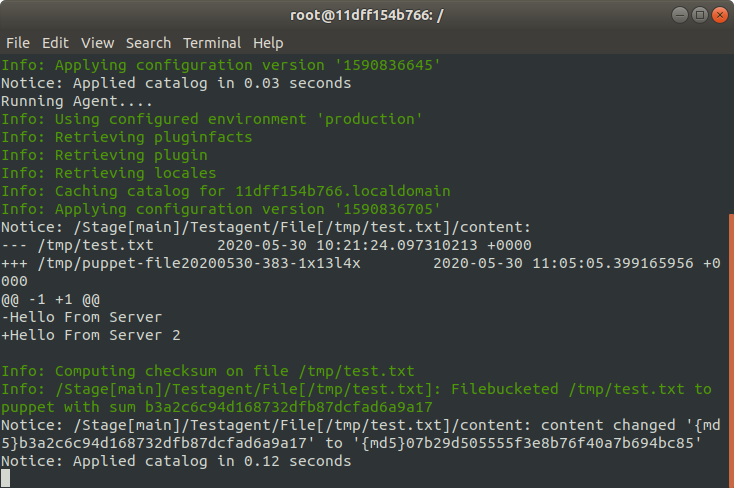 root@11dff154b766: /
File Edit View Search Terminal Help
Info: Applying configuration version '1590836645'
Notice: Applied catalog in 0.03 seconds
Running Agent....
Info: Using configured environment 'production'
Info: Retrieving pluginfacts
Info: Retrieving plugin
Info: Retrieving locales
Info: Caching catalog for 11dff154b766.localdomain
Info: Applying configuration version '1590836705'
Notice: /Stage[main]/Testagent/File[/tmp/test.txt]/content:
--- /tmp/test.txt 2020-05-30 10:21:24.097310213 +0000
+++ /tmp/puppet-file20200530-383-1x13l4x 2020-05-30 11:05:05.399165956 +0
000
@@ -1 +1 @@
-Hello From Server
+Hello From Server 2
Info: Computing checksum on file /tmp/test.txt
Info: /Stage[main]/Testagent/File[/tmp/test.txt]: Filebucketed /tmp/test.txt to
puppet with sum b3a2c6c94d168732dfb87dcfad6a9a17
Notice: /Stage[main]/Testagent/File[/tmp/test.txt]/content: content changed '{md
5}b3a2c6c94d168732dfb87dcfad6a9a17' to '{md5}07b29d505555f3e8b76f40a7b694bc85'
Notice: Applied catalog in 0.12 seconds